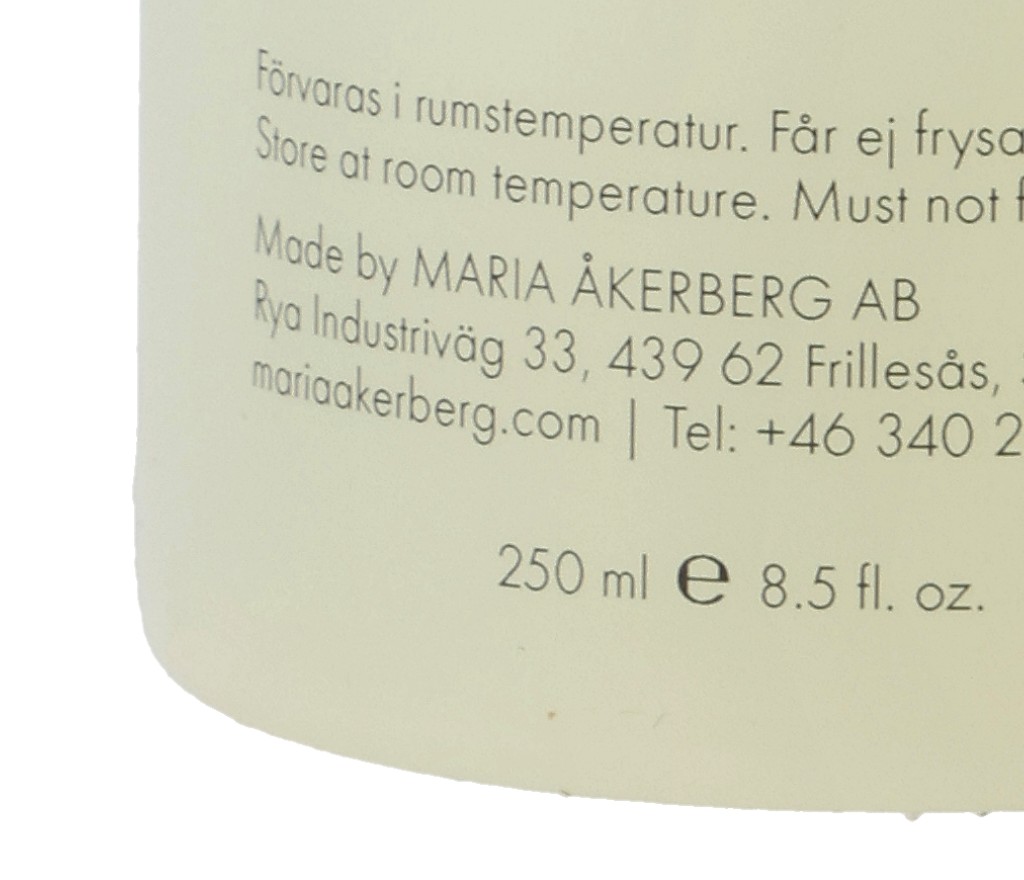 Förvaras i rumstemperatur. Får ej frysa
Store at room temperature. Must not
Made by MARIA ÅKERBERG AB
Rya Industriväg 33, 439 62 Frillesås,
mariaakerberg.com | Tel: +46 340 2
250 ml ℮ 8.5 fl. oz.